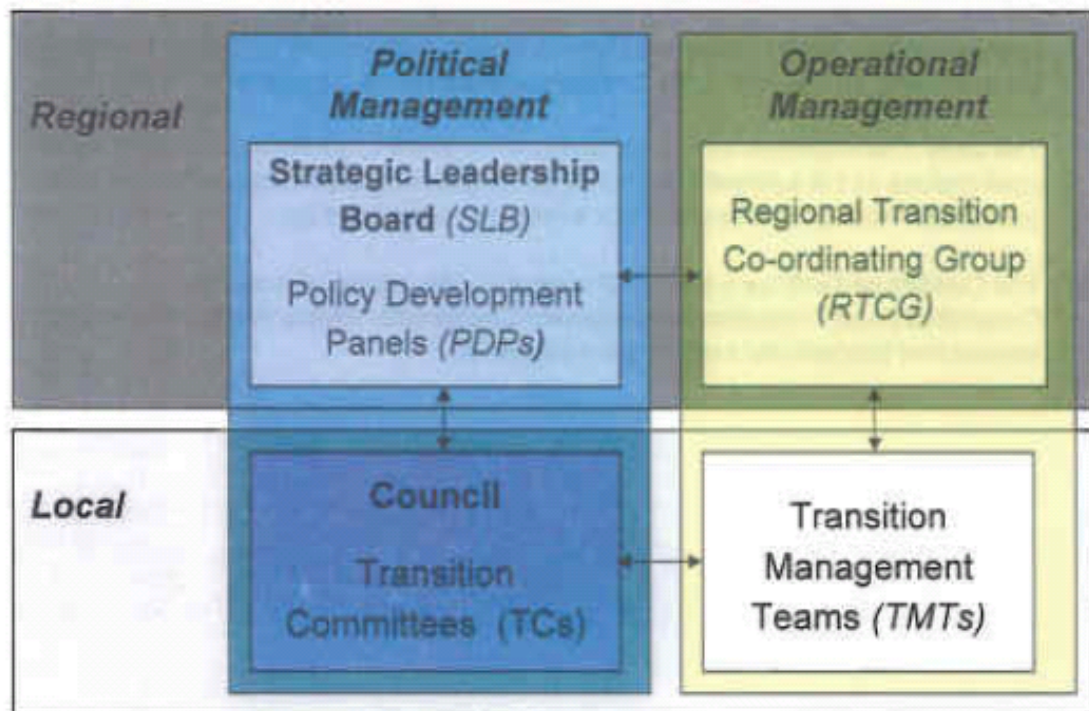 Regional
Political
Management
Strategic Leadership
Board (SLB)
Policy Development
Panels (PDPs)
Operational
Management
Regional Transition
Co-ordinating Group
(RTCG)
Local
Council
Transition
Committees (TCs)
Transition
Management
Teams (TMTs)